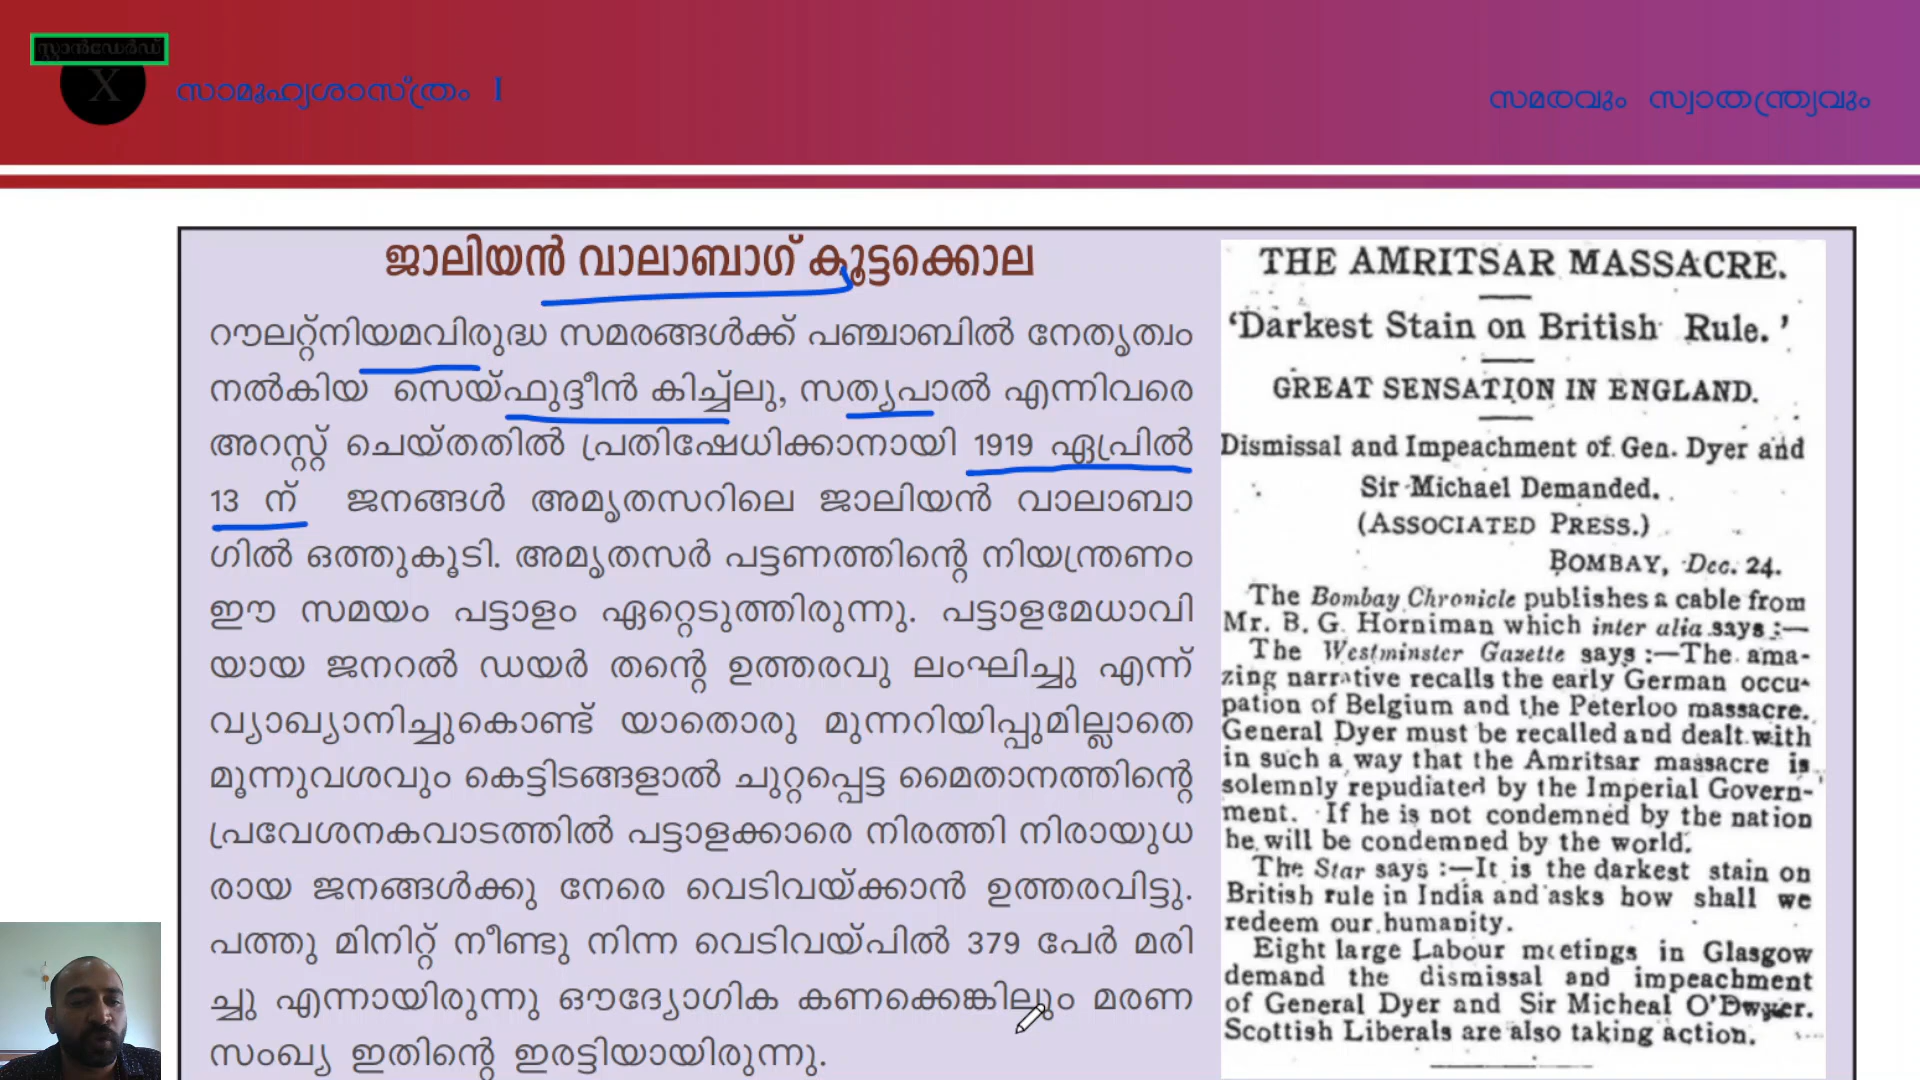 സ്റ്റാൻഡേർഡ്
X
സാമൂഹ്യശാസ്ത്രം I
സമരവും സ്വാതന്ത്ര്യവും
ജാലിയൻ വാലാബാഗ് കൂട്ടക്കൊല
റൗലറ്റ്നിയമവിരുദ്ധ സമരങ്ങൾക്ക് പഞ്ചാബിൽ നേതൃത്വം
നൽകിയ സെയ്ഫുദ്ദീൻ കിച്ച്ലു, സത്യപാൽ എന്നിവരെ
അറസ്റ്റ് ചെയ്തതിൽ പ്രതിഷേധിക്കാനായി 1919 ഏപ്രിൽ
13 ന് ജനങ്ങൾ അമൃതസറിലെ ജാലിയൻ വാലാബാ
ഗിൽ ഒത്തുകൂടി. അമൃതസർ പട്ടണത്തിന്റെ നിയന്ത്രണം
ഈ സമയം പട്ടാളം ഏറ്റെടുത്തിരുന്നു. പട്ടാളമേധാവി
യായ ജനറൽ ഡയർ തന്റെ ഉത്തരവു ലംഘിച്ചു എന്ന്
വ്യാഖ്യാനിച്ചുകൊണ്ട് യാതൊരു മുന്നറിയിപ്പുമില്ലാതെ
മൂന്നുവശവും കെട്ടിടങ്ങളാൽ ചുറ്റപ്പെട്ട മൈതാനത്തിന്റെ
പ്രവേശനകവാടത്തിൽ പട്ടാളക്കാരെ നിരത്തി നിരായുധ
രായ ജനങ്ങൾക്കു നേരെ വെടിവയ്ക്കാൻ ഉത്തരവിട്ടു.
പത്തു മിനിറ്റ് നീണ്ടു നിന്ന വെടിവയ്പിൽ 379 പേർ മരി
ച്ചു എന്നായിരുന്നു ഔദ്യോഗിക കണക്കെങ്കിലും മരണ
സംഖ്യ ഇതിന്റെ ഇരട്ടിയായിരുന്നു.
THE AMRITSAR MASSACRE.
'Darkest Stain on British Rule.'
GREAT SENSATION IN ENGLAND.
Dismissal and Impeachment of Gen. Dyer and
Sir Michael Demanded.
(ASSOCIATED PRESS.)
BOMBAY, Dec. 24.
The Bombay Chronicle publishes a cable from
Mr. B. G. Horniman which inter alia says :—
The Westminster Gazette says :—The ama-
zing narrative recalls the early German occu-
pation of Belgium and the Peterloo massacre.
General Dyer must be recalled and dealt with
in such a way that the Amritsar massacre is
solemnly repudiated by the Imperial Govern-
ment. If he is not condemned by the nation
he will be condemned by the world.
The Star says :—It is the darkest stain on
British rule in India and asks how shall we
redeem our humanity.
Eight large Labour meetings in Glasgow
demand the dismissal and impeachment
of General Dyer and Sir Micheal O'Dwyer.
Scottish Liberals are also taking action.